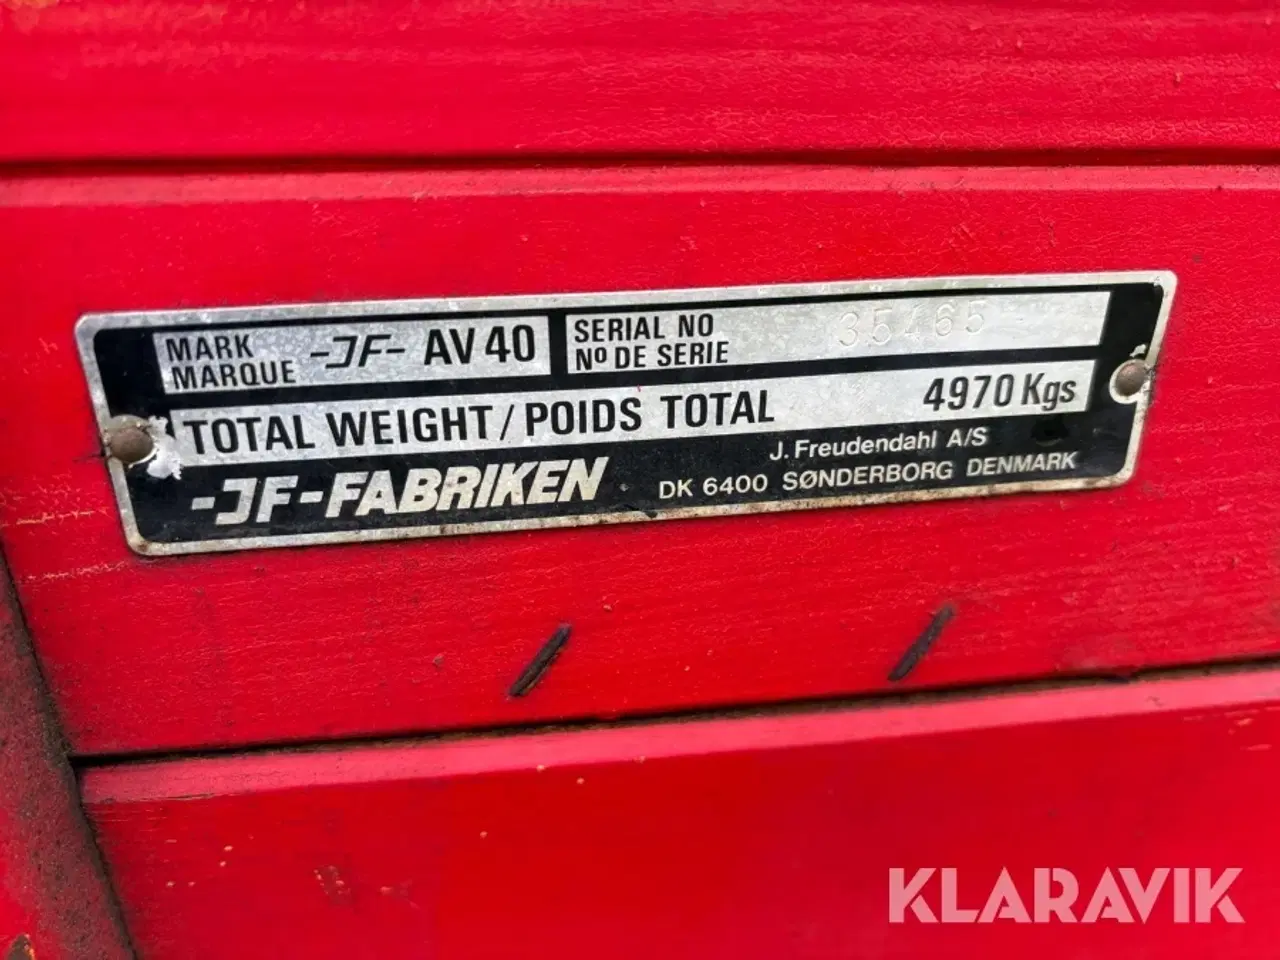 MARK
MARQUE
-JF- AV 40
SERIAL NO
Nº DE SERIE
35465
TOTAL WEIGHT/POIDS TOTAL 4970 Kgs
-JF-FABRIKEN
J. Freudendahl A/S
DK 6400 SØNDERBORG DENMARK
KLARAVIK